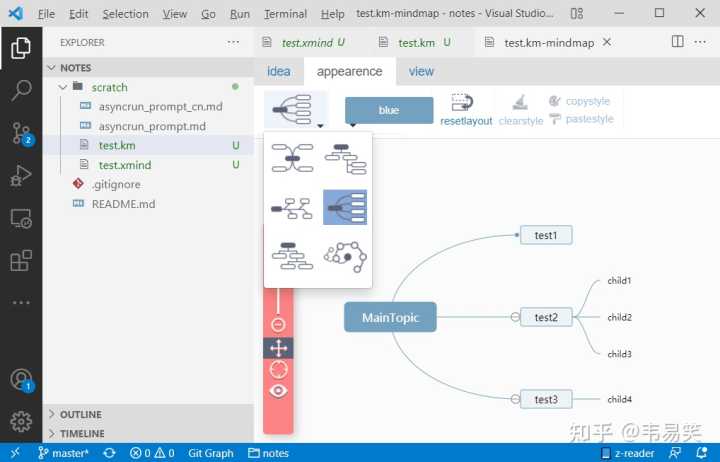 File Edit Selection View Go Run Terminal Help test.km-mindmap - notes - Visual Studio...
EXPLORER
NOTES
scratch
asyncrun_prompt_cn.md
asyncrun_prompt.md
test.km U
test.xmind U
.gitignore
README.md
OUTLINE
TIMELINE
2
1
test.xmind U test.km U test.km-mindmap
idea appearence view
blue
resetlayout
clearstyle
copystyle
pastestyle
MainTopic
test1
test2
child1
child2
child3
test3
child4
知乎 @韦易笑
master* 0 0 Git Graph notes z-reader